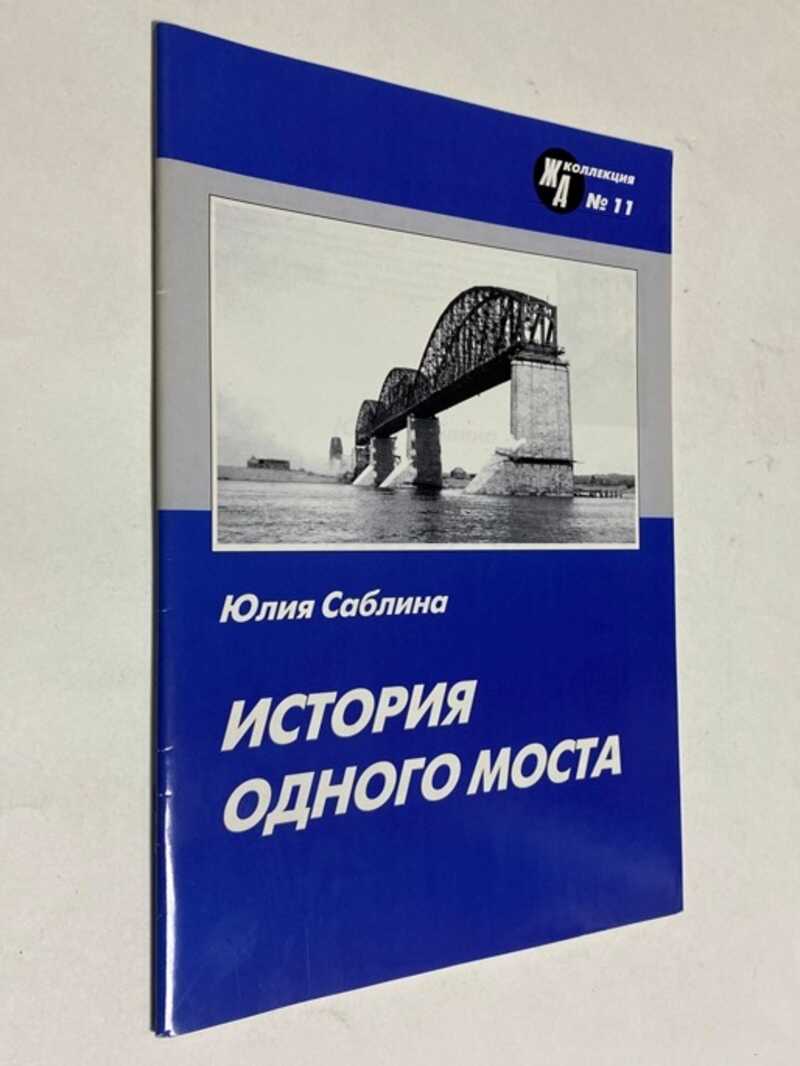 ЖД
КОЛЛЕКЦИЯ
№ 11
Юлия Саблина
ИСТОРИЯ
ОДНОГО МОСТА